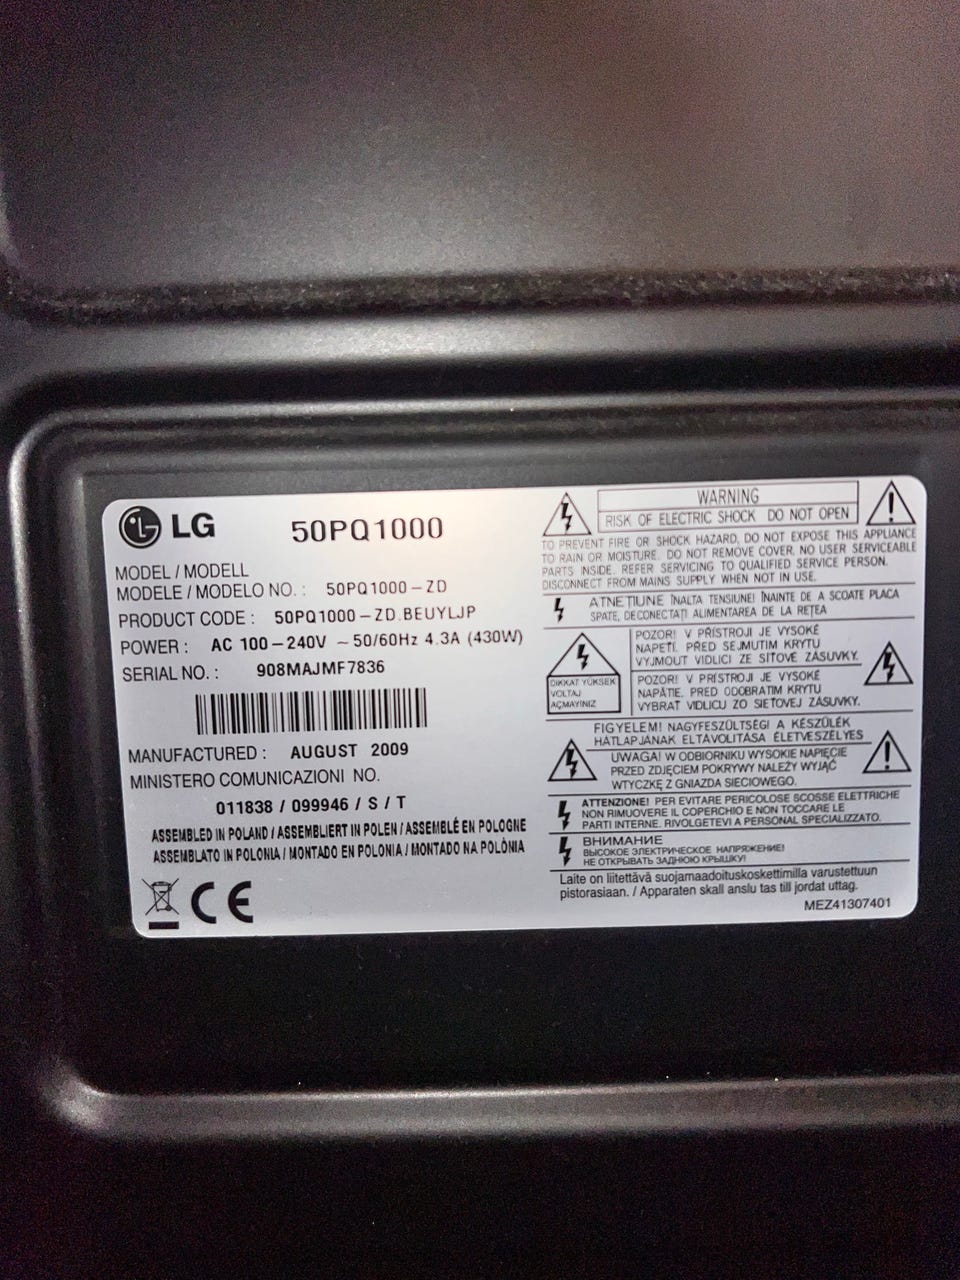 LG 50PQ1000
MODEL / MODELL
MODELE / MODELO NO. : 50PQ1000-ZD
PRODUCT CODE : 50PQ1000-ZD.BEUYLJP
POWER : AC 100-240V ~50/60Hz 4.3A (430W)
SERIAL NO. : 908MAJMF7836
MANUFACTURED : AUGUST 2009
MINISTERO COMUNICAZIONI NO.
011838 / 099946 / S / T
ASSEMBLED IN POLAND / ASSEMBLIERT IN POLEN / ASSEMBLÉ EN POLOGNE
ASSEMBLATO IN POLONIA / MONTADO EN POLONIA / MONTADO NA POLÔNIA
CE
WARNING
RISK OF ELECTRIC SHOCK DO NOT OPEN
TO PREVENT FIRE OR SHOCK HAZARD, DO NOT EXPOSE THIS APPLIANCE
TO RAIN OR MOISTURE. DO NOT REMOVE COVER. NO USER SERVICEABLE
PARTS INSIDE. REFER SERVICING TO QUALIFIED SERVICE PERSON.
DISCONNECT FROM MAINS SUPPLY WHEN NOT IN USE.
ATNEȚIUNE ÎNALTA TENSIUNE! ÎNAINTE DE A SCOATE PLACA
SPATE, DECONECTAȚI ALIMENTAREA DE LA REȚEA
DIKKAT YÜKSEK
VOLTAJ
AÇMAYINIZ
POZOR! V PŘÍSTROJI JE VYSOKÉ
NAPĚTÍ. PŘED SEJMUTIM KRYTU
VYJMOUT VIDLICI ZE SÍŤOVÉ ZÁSUVKY.
POZOR! V PRÍSTROJI JE VYSOKÉ
NAPÄTIE. PRED ODOBRATIM KRYTU
VYBRAT VIDLICU ZO SIEŤOVEJ ZÁSUVKY.
FIGYELEM! NAGYFESZÜLTSÉG! A KÉSZÜLÉK
HÁTLAPJÁNAK ELTÁVOLÍTÁSA ÉLETVESZÉLYES
UWAGA! W ODBIORNIKU WYSOKIE NAPIĘCIE
PRZED ZDJĘCIEM POKRYWY NALEŻY WYJĄĆ
WTYCZKĘ Z GNIAZDA SIECIOWEGO.
ATTENZIONE! PER EVITARE PERICOLOSE SCOSSE ELETTRICHE
NON RIMUOVERE IL COPERCHIO E NON TOCCARE LE
PARTI INTERNE. RIVOLGETEVI A PERSONAL SPECIALIZZATO.
ВНИМАНИЕ
ВЫСОКОЕ ЭЛЕКТРИЧЕСКОЕ НАПРЯЖЕНИЕ!
НЕ ОТКРЫВАТЬ ЗАДНЮЮ КРЫШКУ!
Laite on liitettävä suojamaadoituskoskettimilla varustettuun
pistorasiaan. / Apparaten skall anslu tas till jordat uttag.
MEZ41307401